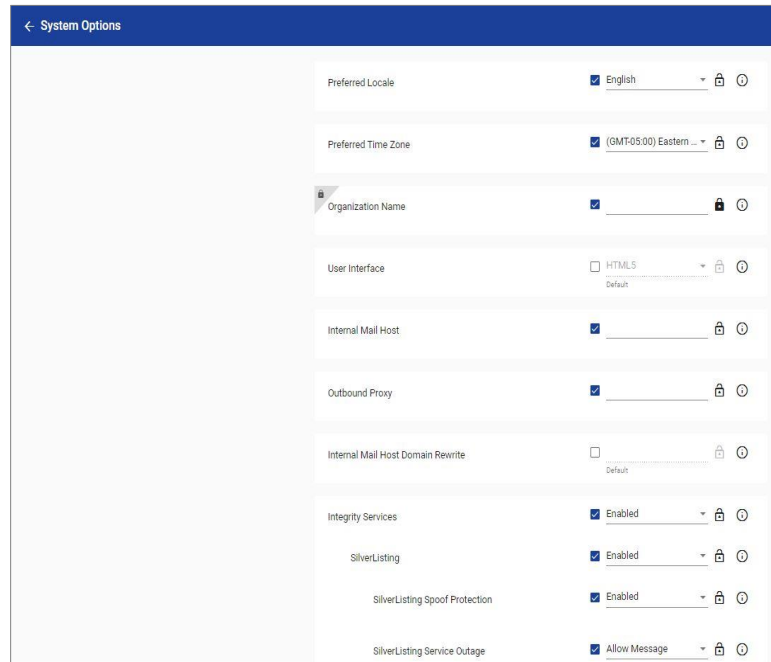 System Options
Preferred Locale English
Preferred Time Zone (GMT-05:00) Eastern ...
Organization Name
User Interface HTML5
Default
Internal Mail Host
Outbound Proxy
Internal Mail Host Domain Rewrite
Default
Integrity Services Enabled
SilverListing Enabled
SilverListing Spoof Protection Enabled
SilverListing Service Outage Allow Message